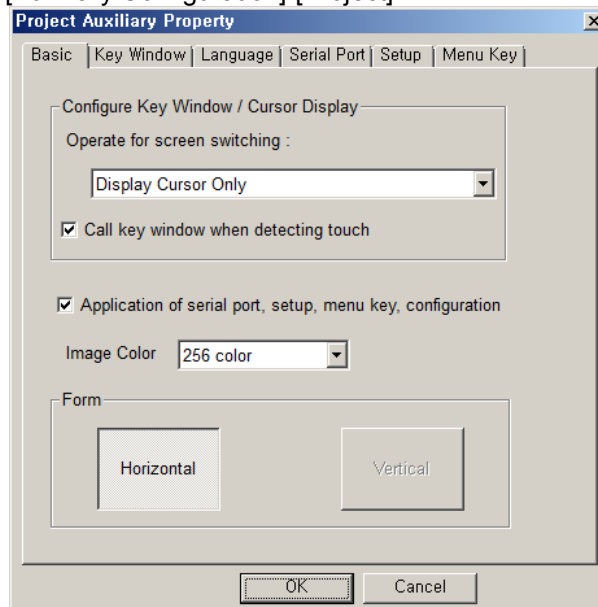 Project Auxiliary Property
Basic Key Window Language Serial Port Setup Menu Key
Configure Key Window / Cursor Display
Operate for screen switching :
Display Cursor Only
Call key window when detecting touch
Application of serial port, setup, menu key, configuration
Image Color 256 color
Form
Horizontal Vertical
OK Cancel